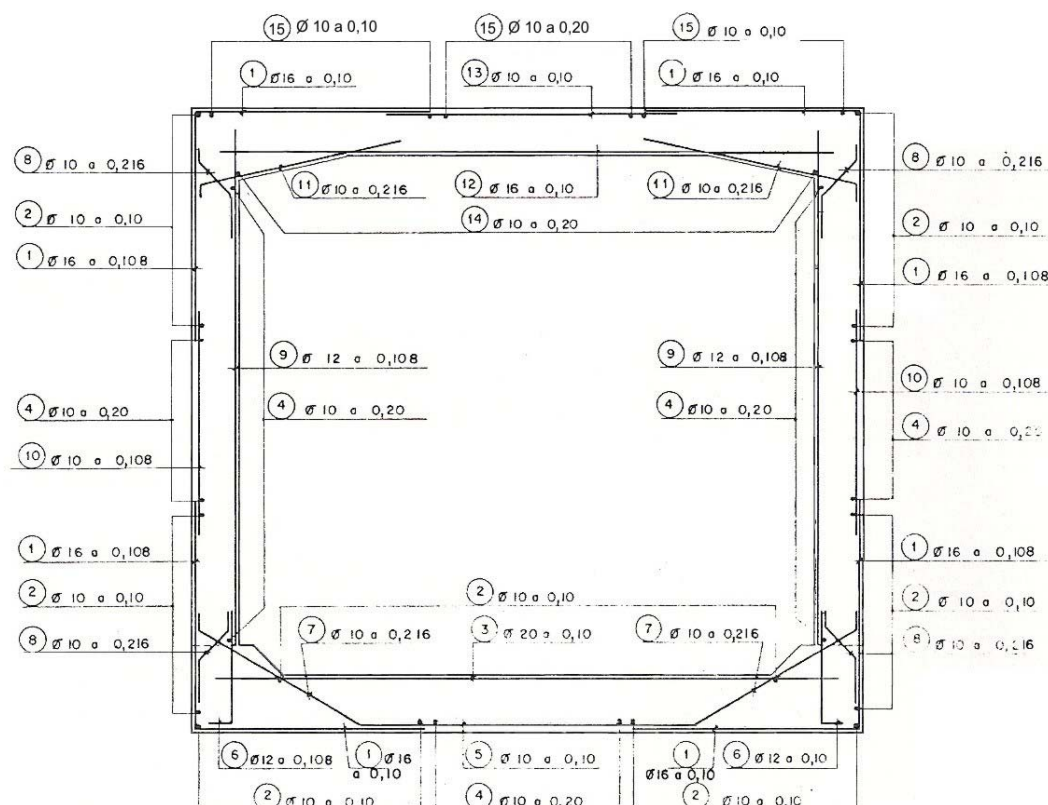 15 Ø 10 a 0,10 15 Ø 10 a 0,20 15 Ø 10 a 0,10
1 Ø16 a 0,10 13 Ø 10 a 0,10 1 Ø 16 a 0,10
8 Ø 10 a 0,216 8 Ø 10 a 0,216
11 Ø 10 a 0,216 12 Ø 16 a 0,10 11 Ø 10 a 0,216
2 Ø 10 a 0,10 14 Ø 10 a 0,20 2 Ø 10 a 0,10
1 Ø 16 a 0,108 1 Ø 16 a 0,108
9 Ø 12 a 0,108 9 Ø 12 a 0,108
10 Ø 10 a 0,108
4 Ø 10 a 0,20 4 Ø 10 a 0,20 4 Ø 10 a 0,20
4 Ø 10 a
10 Ø 10 a 0,108
1 Ø 16 a 0,108 1 Ø 16 a 0,108
2 Ø 10 a 0,10 2 Ø 10 a 0,10 2 Ø 10 a 0,10
8 Ø 10 a 0,216 7 Ø 10 a 0,216 3 Ø 20 a 0,10 7 Ø 10 a 0,216 8 Ø 10 a 0,216
6 Ø 12 a 0,108 1 Ø 16 a 0,10 5 Ø 10 a 0,10 1 Ø 16 a 0,10 6 Ø 12 a 0,10
2 Ø 10 a 0,10 4 Ø 10 a 0,20 2 Ø 10 a 0,10